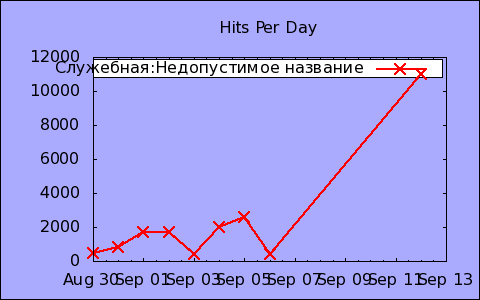 Hits Per Day
12000
Служебная:Недопустимое название
10000
8000
6000
4000
2000
0
Aug 30 Sep 01 Sep 03 Sep 05 Sep 07 Sep 09 Sep 11 Sep 13